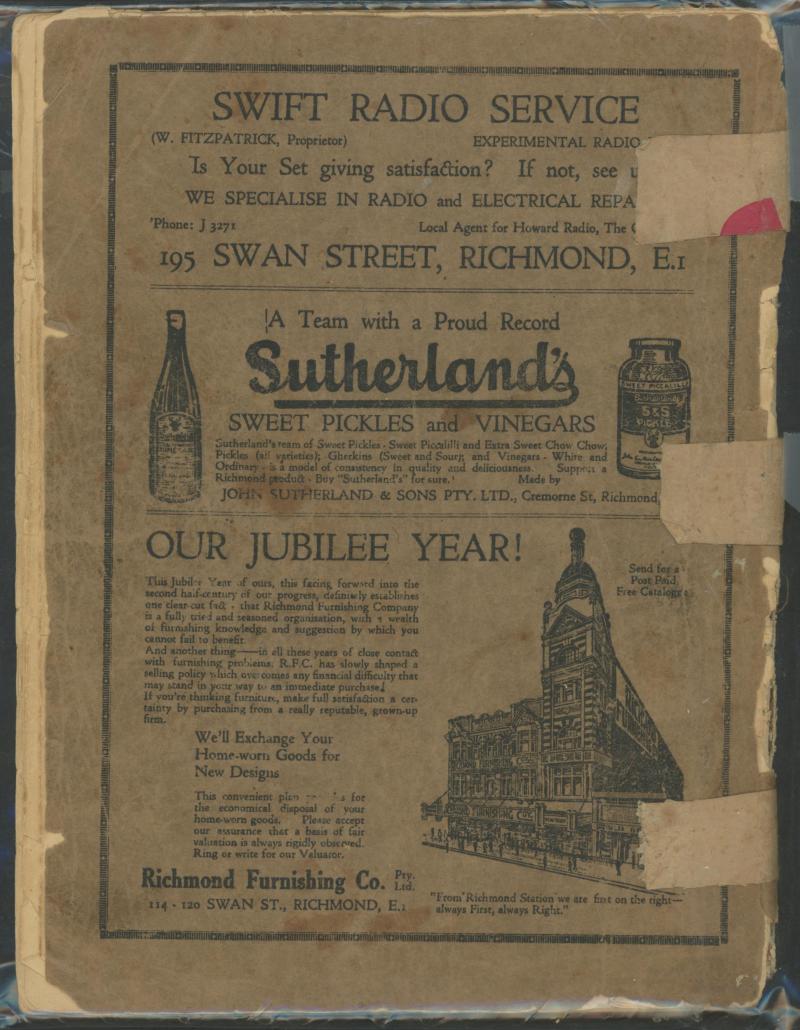 SWIFT RADIO SERVICE
(W. FITZPATRICK, Proprietor) EXPERIMENTAL RADIO
Is Your Set giving satisfaction? If not, see
WE SPECIALISE IN RADIO and ELECTRICAL REPA
'Phone: J 3271 Local Agent for Howard Radio, The
195 SWAN STREET, RICHMOND, E.1
A Team with a Proud Record
Sutherland's
SWEET PICKLES and VINEGARS
Sutherland's team of Sweet Pickles - Sweet Piccalilli and Extra Sweet Chow Chow;
Pickles (all varieties); Gherkins (Sweet and Sour); and Vinegars - White and
Ordinary - is a model of consistency in quality and deliciousness. Support a
Richmond product - Buy "Sutherland's" for sure. Made by
JOHN SUTHERLAND & SONS PTY. LTD., Cremorne St, Richmond,
SWEET PICCALILLI
S&S
PICKLE
OUR JUBILEE YEAR!
Send for a
Post Paid
Free Catalogue
This Jubilee Year of ours, this facing forward into the
second half-century of our progress, definitely establishes
one clear-cut fact - that Richmond Furnishing Company
is a fully tried and seasoned organisation, with a wealth
of furnishing knowledge and suggestion by which you
cannot fail to benefit.
And another thing—in all these years of close contact
with furnishing problems, R.F.C. has slowly shaped a
selling policy which overcomes any financial difficulty that
may stand in your way to an immediate purchase.
If you're thinking furniture, make full satisfaction a cer-
tainty by purchasing from a really reputable, grown-up
firm.
We'll Exchange Your
Home-worn Goods for
New Designs
This convenient plan for
the economical disposal of your
home-worn goods. Please accept
our assurance that a basis of fair
valuation is always rigidly observed.
Ring or write for our Valuator.
Richmond Furnishing Co. Pty. Ltd.
114 - 120 SWAN ST., RICHMOND, E.1
"From Richmond Station we are first on the right—
always First, always Right."